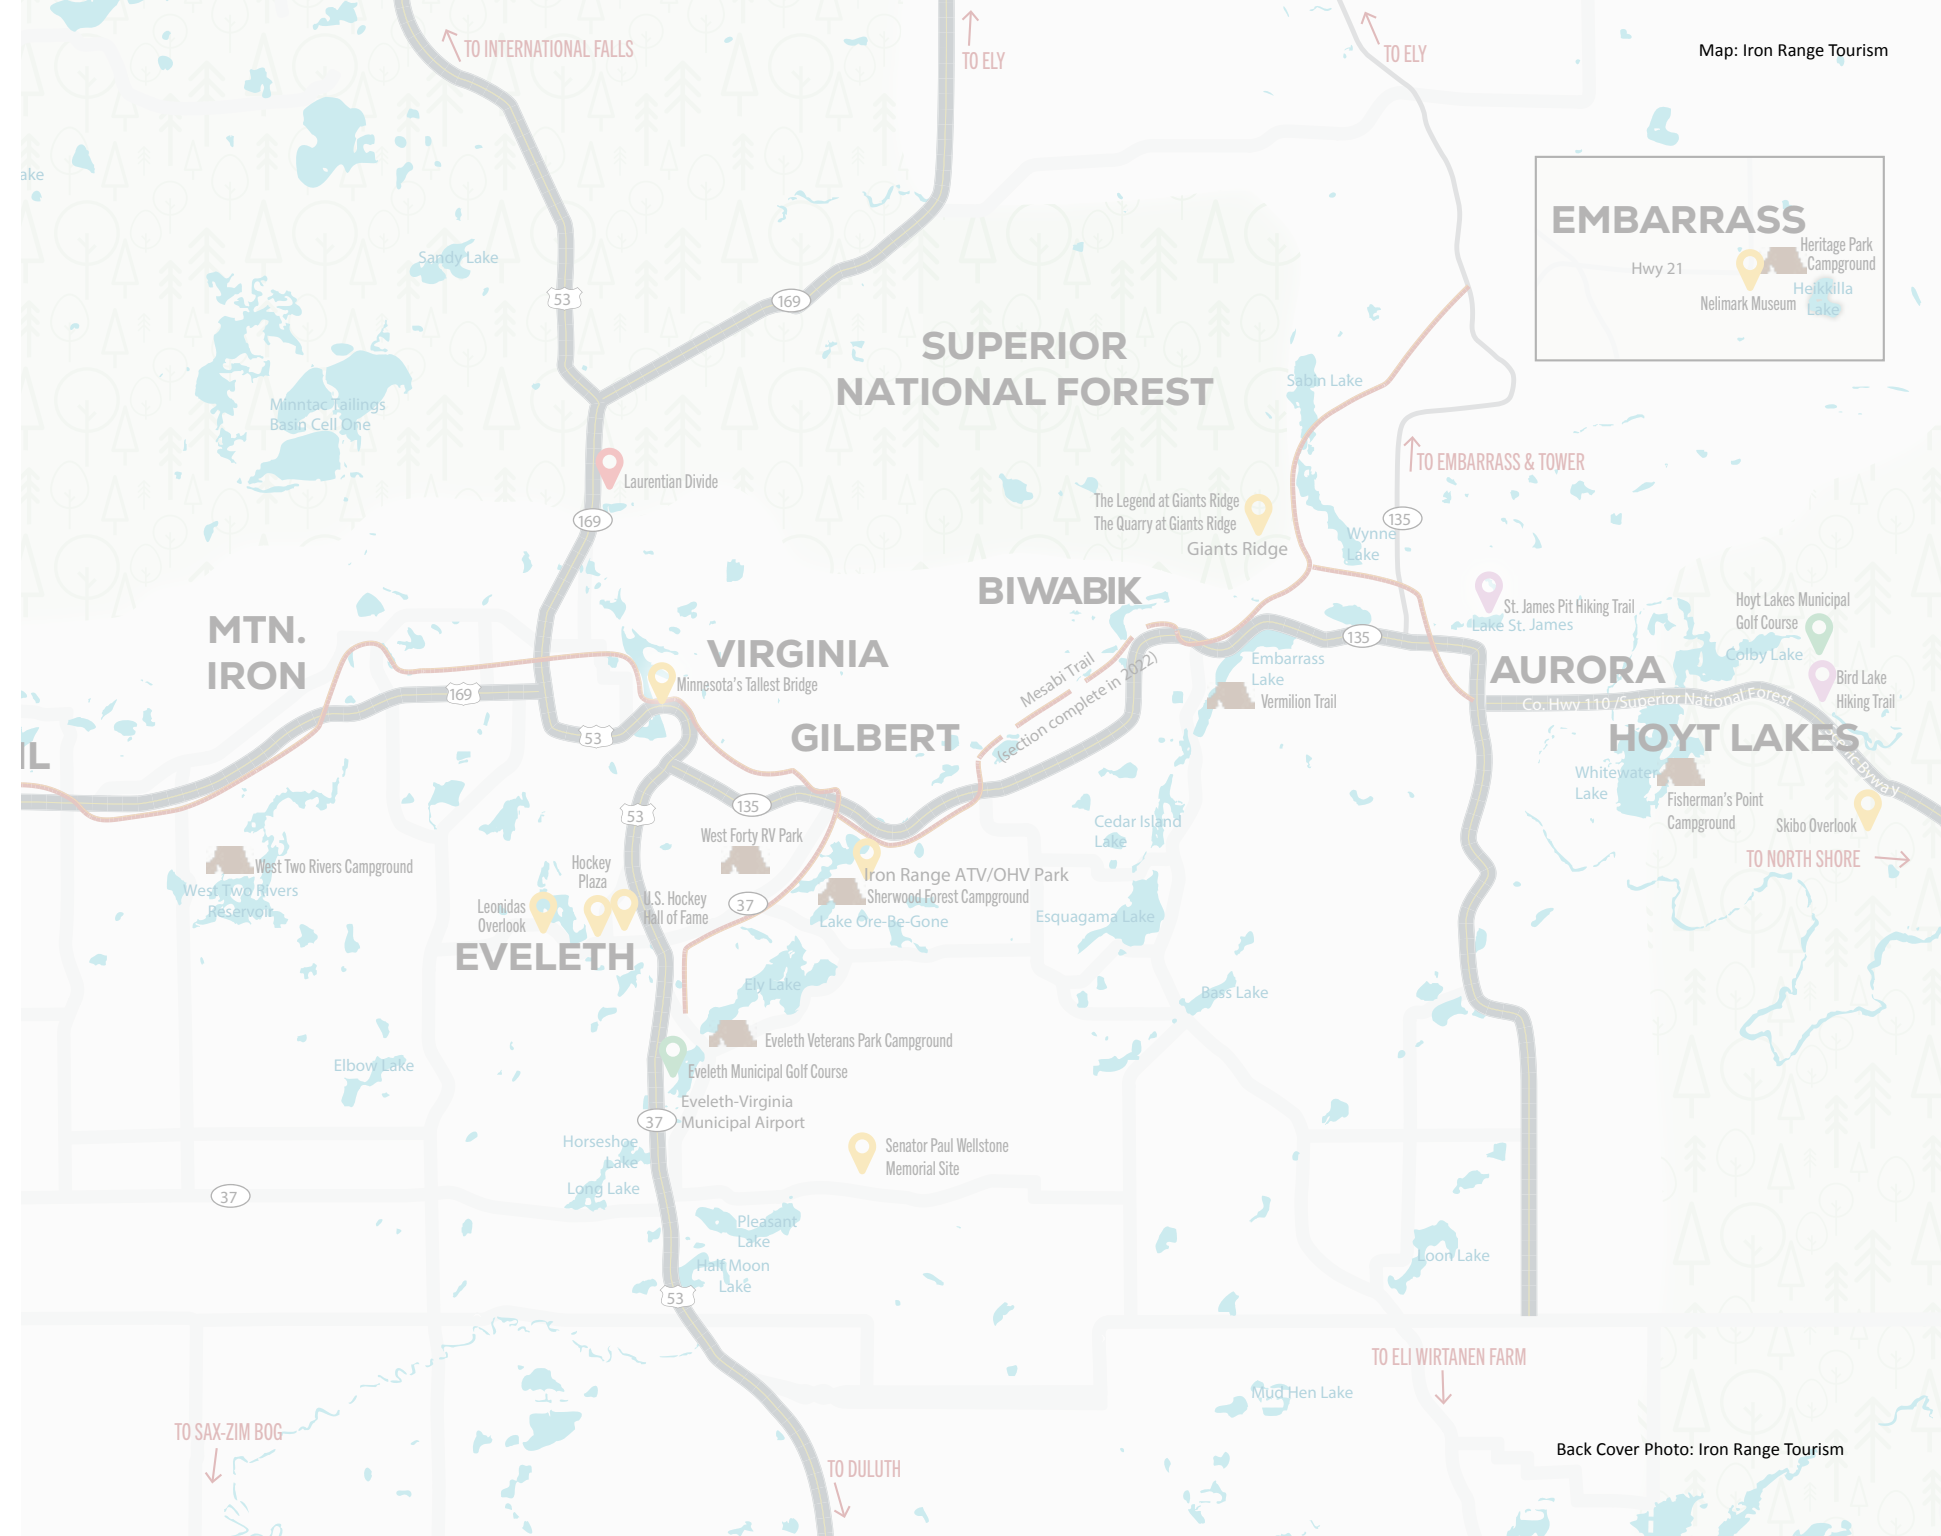 TO INTERNATIONAL FALLS
TO ELY
TO ELY
Map: Iron Range Tourism
ake
EMBARRASS
Heritage Park
Campground
Hwy 21
Heikkilla
Lake
Nelimark Museum
Sandy Lake
53
169
SUPERIOR
NATIONAL FOREST
Sabin Lake
Minntac Tailings
Basin Cell One
TO EMBARRASS & TOWER
Laurentian Divide
169
The Legend at Giants Ridge
The Quarry at Giants Ridge
Giants Ridge
135
Wynne
Lake
BIWABIK
MTN.
IRON
St. James Pit Hiking Trail
Lake St. James
Hoyt Lakes Municipal
Golf Course
Colby Lake
135
VIRGINIA
Minnesota's Tallest Bridge
Mesabi Trail
(section complete in 2022)
Embarrass
Lake
Vermilion Trail
AURORA
Bird Lake
Hiking Trail
169
Co. Hwy 110 /Superior National Forest
Scenic Byway
53
GILBERT
HOYT LAKES
IL
Whitewater
Lake
Fisherman's Point
Campground
Skibo Overlook
TO NORTH SHORE
135
53
West Forty RV Park
Cedar Island
Lake
West Two Rivers Campground
West Two Rivers
Reservoir
Hockey
Plaza
Iron Range ATV/OHV Park
Sherwood Forest Campground
Lake Ore-Be-Gone
37
U.S. Hockey
Hall of Fame
Leonidas
Overlook
Esquagama Lake
EVELETH
Ely Lake
Bass Lake
Eveleth Veterans Park Campground
Elbow Lake
Eveleth Municipal Golf Course
Eveleth-Virginia
Municipal Airport
37
Horseshoe
Lake
Senator Paul Wellstone
Memorial Site
Long Lake
37
Pleasant
Lake
Half Moon
Lake
Loon Lake
53
TO ELI WIRTANEN FARM
Mud Hen Lake
TO SAX-ZIM BOG
Back Cover Photo: Iron Range Tourism
TO DULUTH